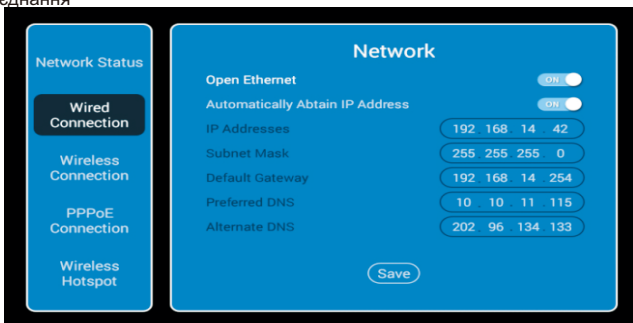 єднання
Network Status
Wired
Connection
Wireless
Connection
PPPoE
Connection
Wireless
Hotspot
Network
Open Ethernet ON
Automatically Abtain IP Address ON
IP Addresses 192 . 168 . 14 . 42
Subnet Mask 255 . 255 . 255 . 0
Default Gateway 192 . 168 . 14 . 254
Preferred DNS 10 . 10 . 11 . 115
Alternate DNS 202 . 96 . 134 . 133
Save